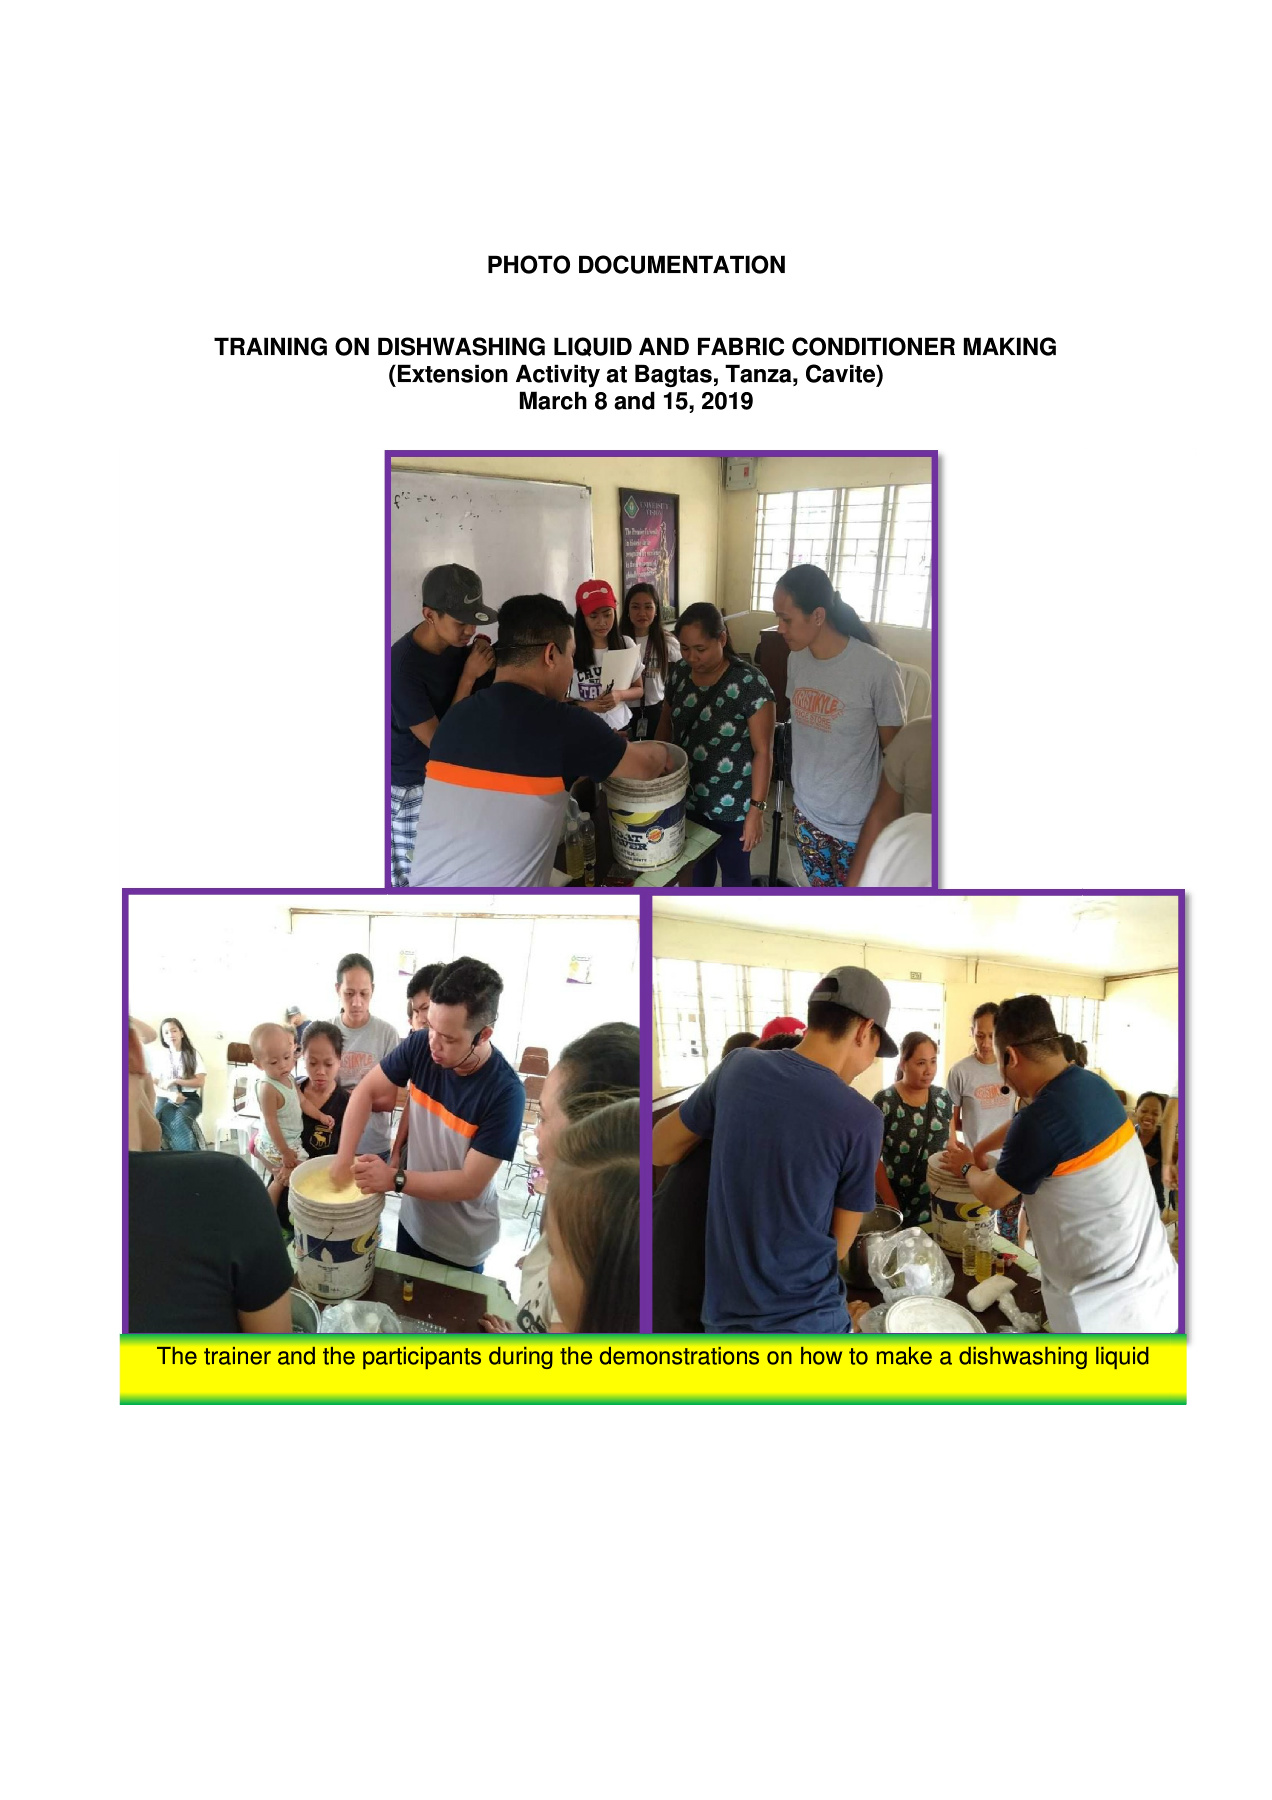 PHOTO DOCUMENTATION
TRAINING ON DISHWASHING LIQUID AND FABRIC CONDITIONER MAKING
(Extension Activity at Bagtas, Tanza, Cavite)
March 8 and 15, 2019
UNIVERSITY
The trainer and the participants during the demonstrations on how to make a dishwashing liquid